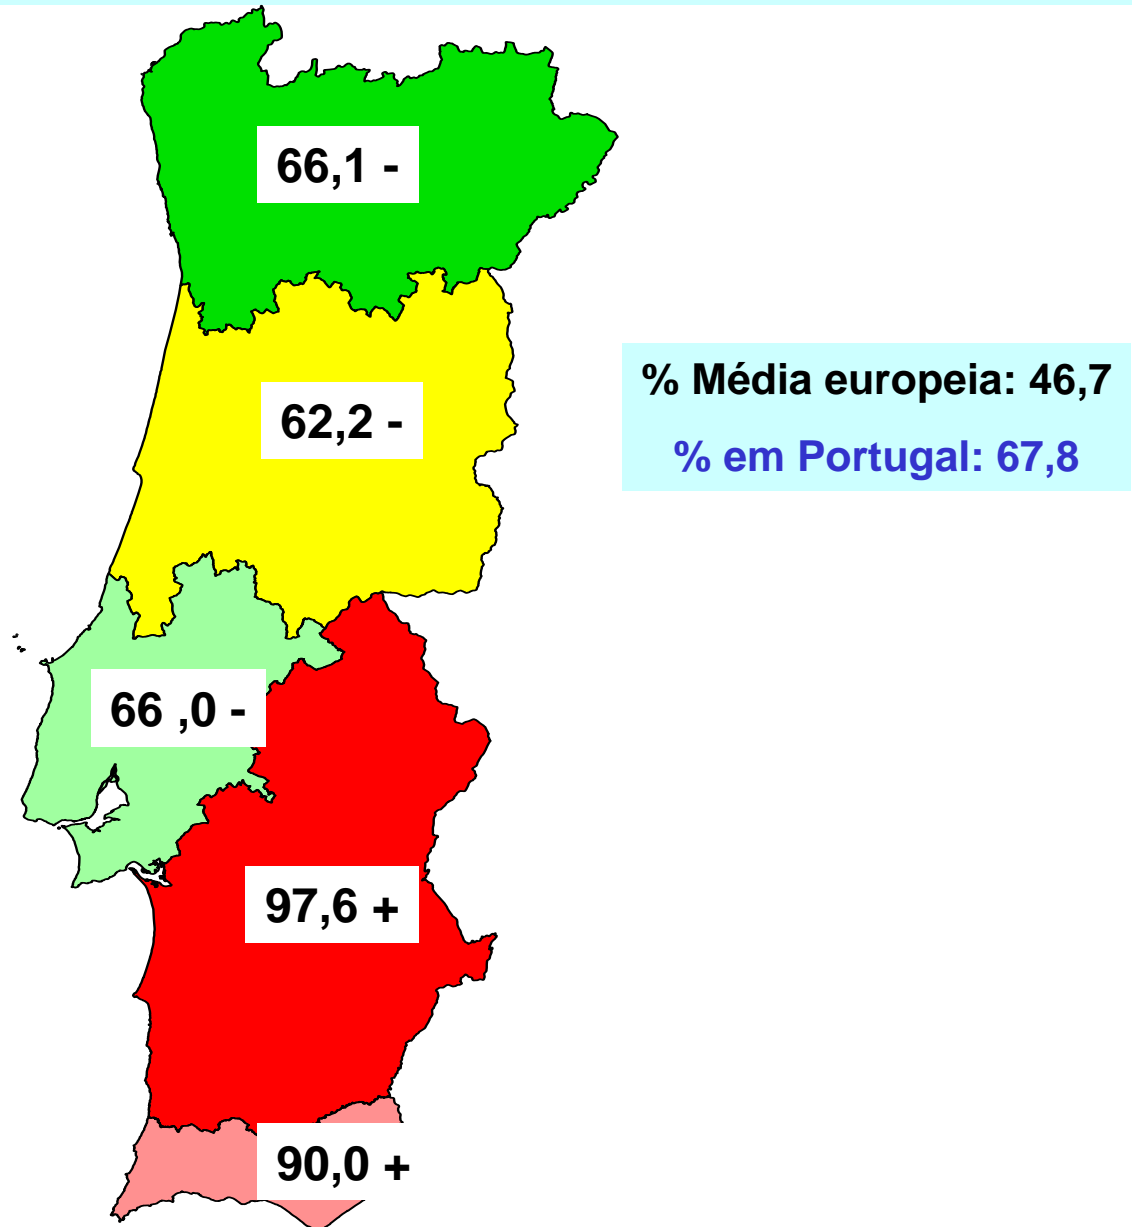 66,1 -
% Média europeia: 46,7
62,2 -
% em Portugal: 67,8
66 ,0 -
97,6 +
90,0 +